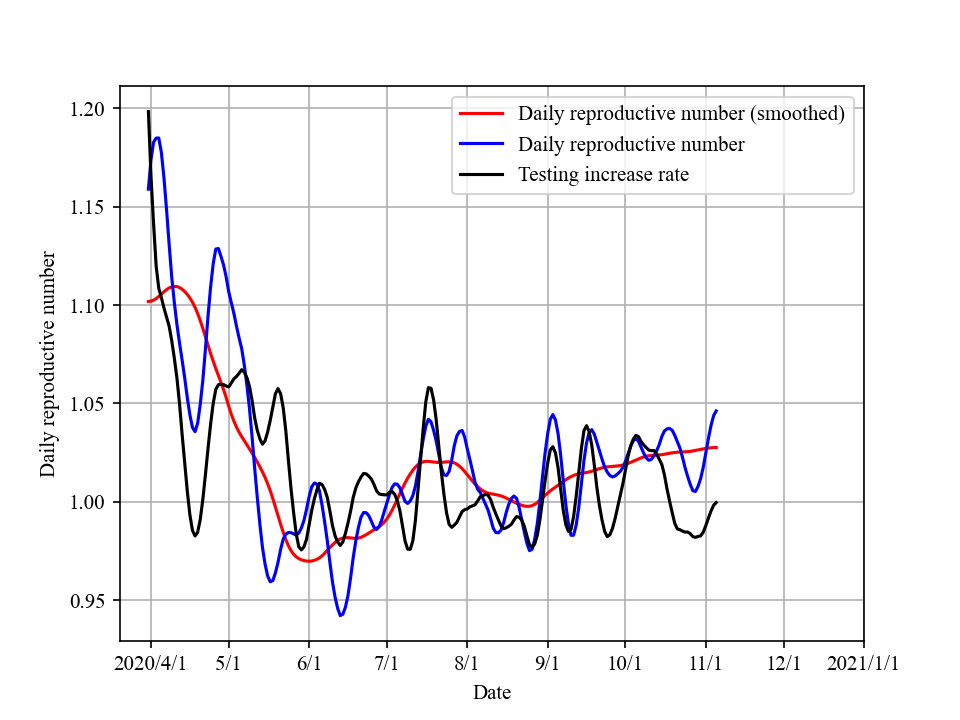 1.20
1.15
1.10
1.05
1.00
0.95
Daily reproductive number
Daily reproductive number (smoothed)
Daily reproductive number
Testing increase rate
2020/4/1 5/1 6/1 7/1 8/1 9/1 10/1 11/1 12/1 2021/1/1
Date